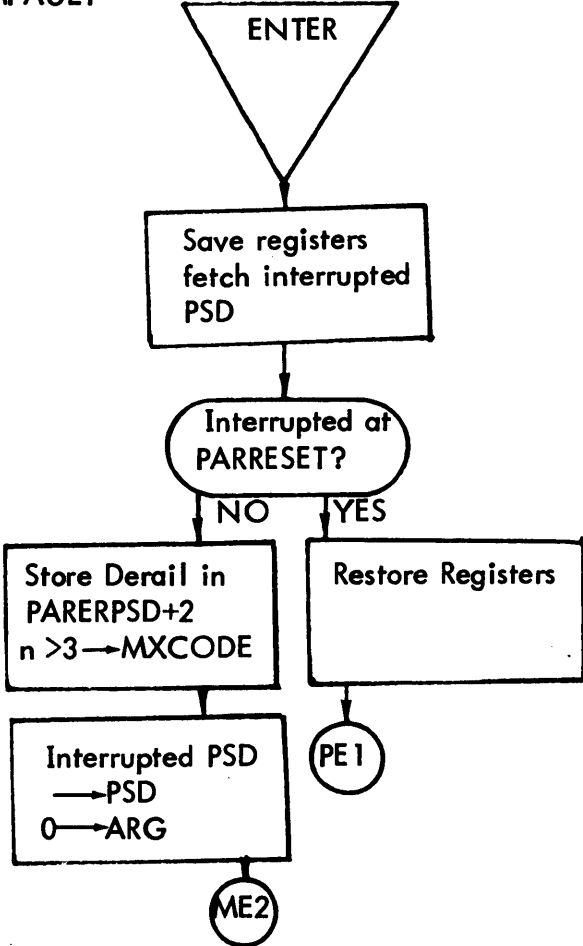 ENTER
Save registers
fetch interrupted
PSD
Interrupted at
PARRESET?
NO
YES
Store Derail in
PARERPSD+2
n >3→MXCODE
Restore Registers
Interrupted PSD
→PSD
0→ARG
PE1
ME2